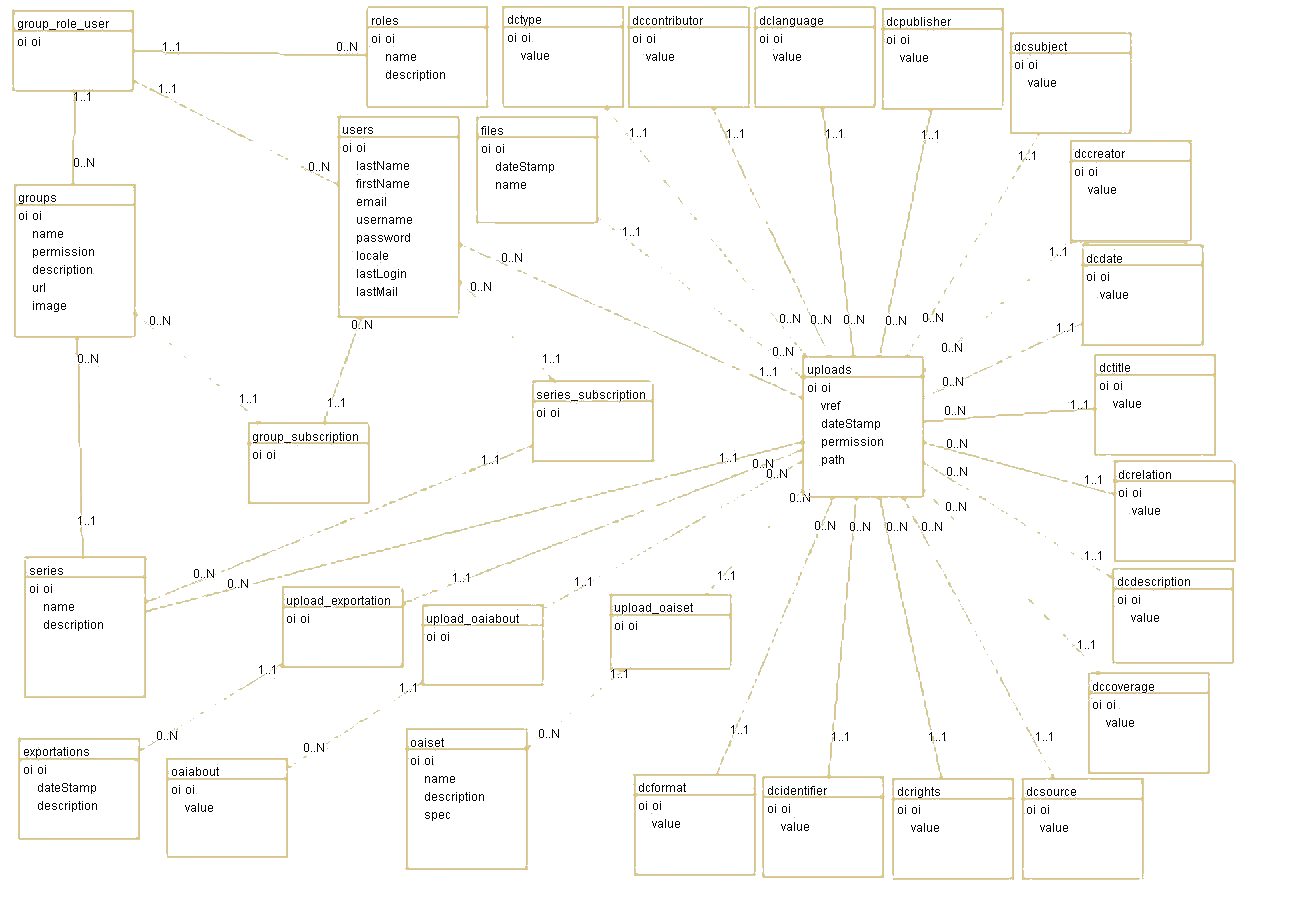 group_role_user
oi oi
1..1
0..N
roles
oi oi
name
description
dctype
oi oi
value
dccontributor
oi oi
value
dclanguage
oi oi
value
dcpublisher
oi oi
value
dcsubject
oi oi
value
1..1
1..1
0..N
0..N
users
oi oi
lastName
firstName
email
username
password
locale
lastLogin
lastMail
files
oi oi
dateStamp
name
1..1
1..1
1..1
1..1
1..1
1..1
dccreator
oi oi
value
1..1
groups
oi oi
name
permission
description
url
image
0..N
0..N
dcdate
oi oi
value
1..1
0..N
0..N
0..N
0..N
0..N
0..N
0..N
0..N
0..N
0..N
1..1
1..1
1..1
1..1
1..1
series_subscription
oi oi
group_subscription
oi oi
uploads
oi oi
vref
dateStamp
permission
path
0..N
0..N
0..N
0..N
0..N
dctitle
oi oi
value
1..1
dcrelation
oi oi
value
1..1
1..1
1..1
0..N
0..N
0..N
0..N
0..N
0..N
0..N
1..1
series
oi oi
name
description
0..N
0..N
dcdescription
oi oi
value
1..1
upload_exportation
oi oi
1..1
upload_oaiabout
oi oi
1..1
upload_oaiset
oi oi
1..1
1..1
dccoverage
oi oi
value
1..1
1..1
1..1
0..N
0..N
0..N
exportations
oi oi
dateStamp
description
oaiabout
oi oi
value
oaiset
oi oi
name
description
spec
1..1
1..1
1..1
1..1
dcformat
oi oi
value
dcidentifier
oi oi
value
dcrights
oi oi
value
dcsource
oi oi
value